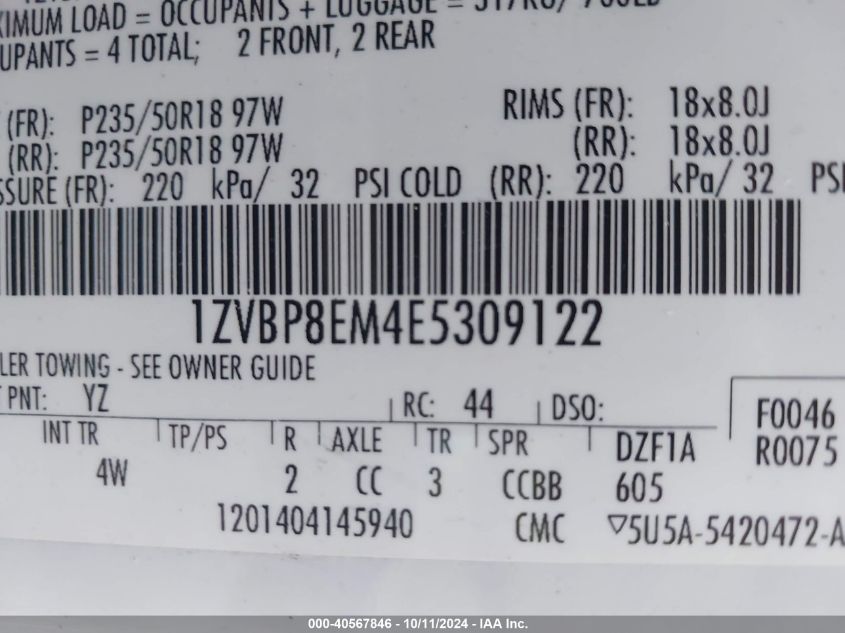 XIMUM LOAD = OCCUPANTS + LUGGAGE = 317KG/ 700LB
UPANTS = 4 TOTAL; 2 FRONT, 2 REAR
(FR): P235/50R18 97W RIMS (FR): 18x8.0J
(RR): P235/50R18 97W (RR): 18x8.0J
SSURE (FR): 220 kPa/ 32 PSI COLD (RR): 220 kPa/ 32 PSI
1ZVBP8EM4E5309122
LER TOWING - SEE OWNER GUIDE
PNT: YZ RC: 44 DSO:
INT TR TP/PS R AXLE TR SPR DZF1A F0046
4W 2 CC 3 CCBB 605 R0075
1201404145940 CMC ▽5U5A-5420472-A
000-40567846 - 10/11/2024 - IAA Inc.